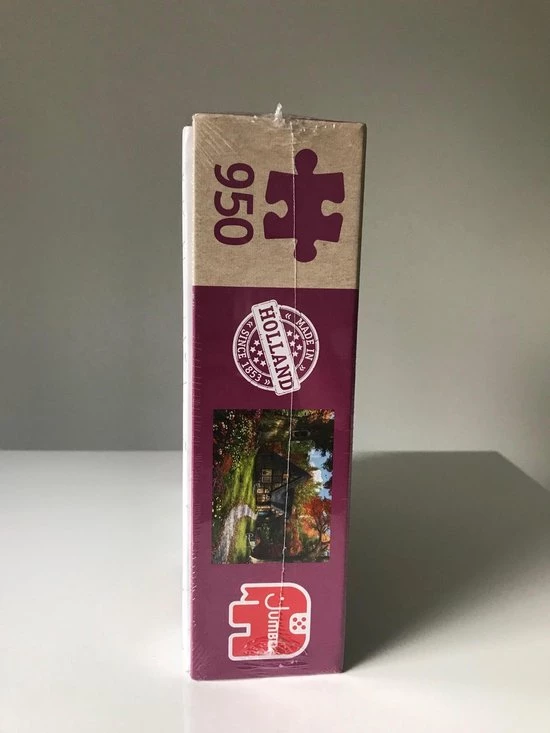 950
MADE IN
HOLLAND
SINCE 1853
Jumbo